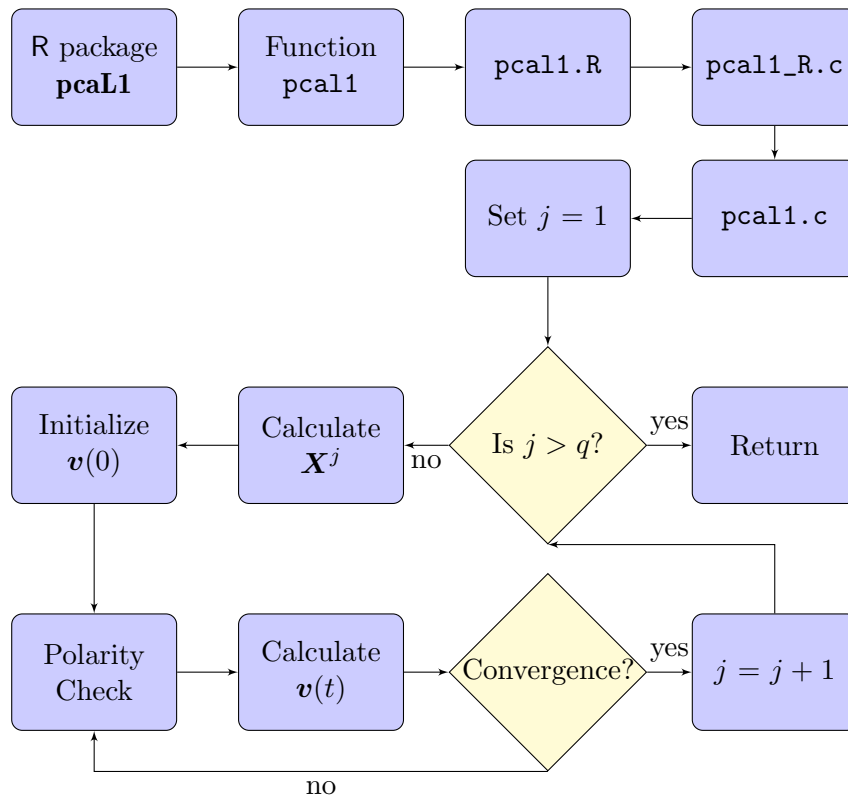 R package
pcaL1
Function
pcal1
pcal1.R
pcal1_R.c
Set j = 1
pcal1.c
Initialize
v(0)
Calculate
X^j
no
Is j > q?
yes
Return
Polarity
Check
Calculate
v(t)
Convergence?
yes
j = j + 1
no